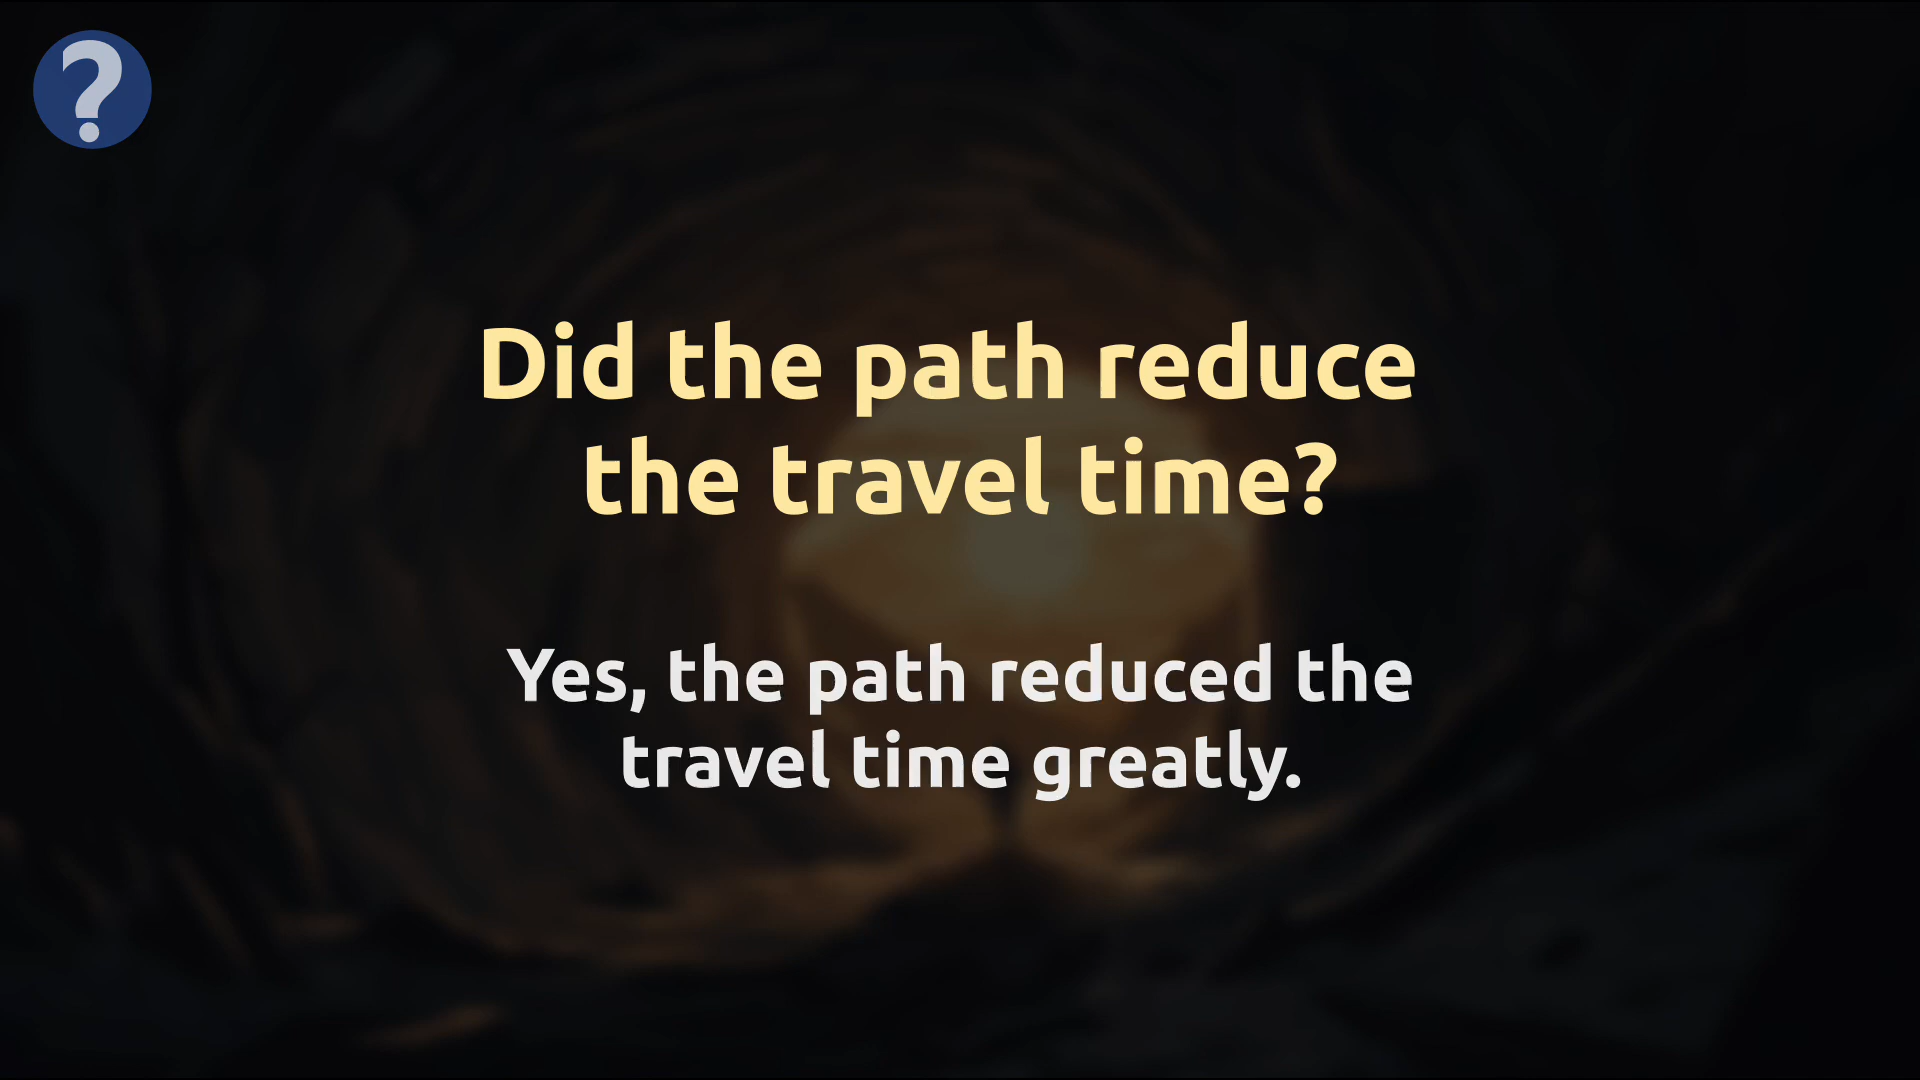 ?
Did the path reduce
the travel time?
Yes, the path reduced the
travel time greatly.